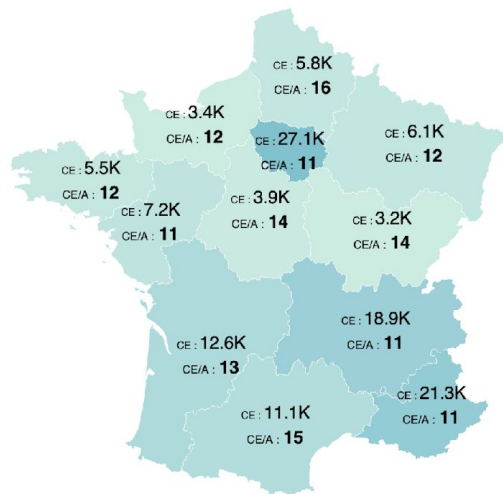 CE : 5.8K
CE/A : 16
CE : 3.4K
CE/A : 12
CE : 27.1K
CE/A : 11
CE : 6.1K
CE/A : 12
CE : 5.5K
CE/A : 12
CE : 7.2K
CE/A : 11
CE : 3.9K
CE/A : 14
CE : 3.2K
CE/A : 14
CE : 12.6K
CE/A : 13
CE : 18.9K
CE/A : 11
CE : 21.3K
CE/A : 11
CE : 11.1K
CE/A : 15